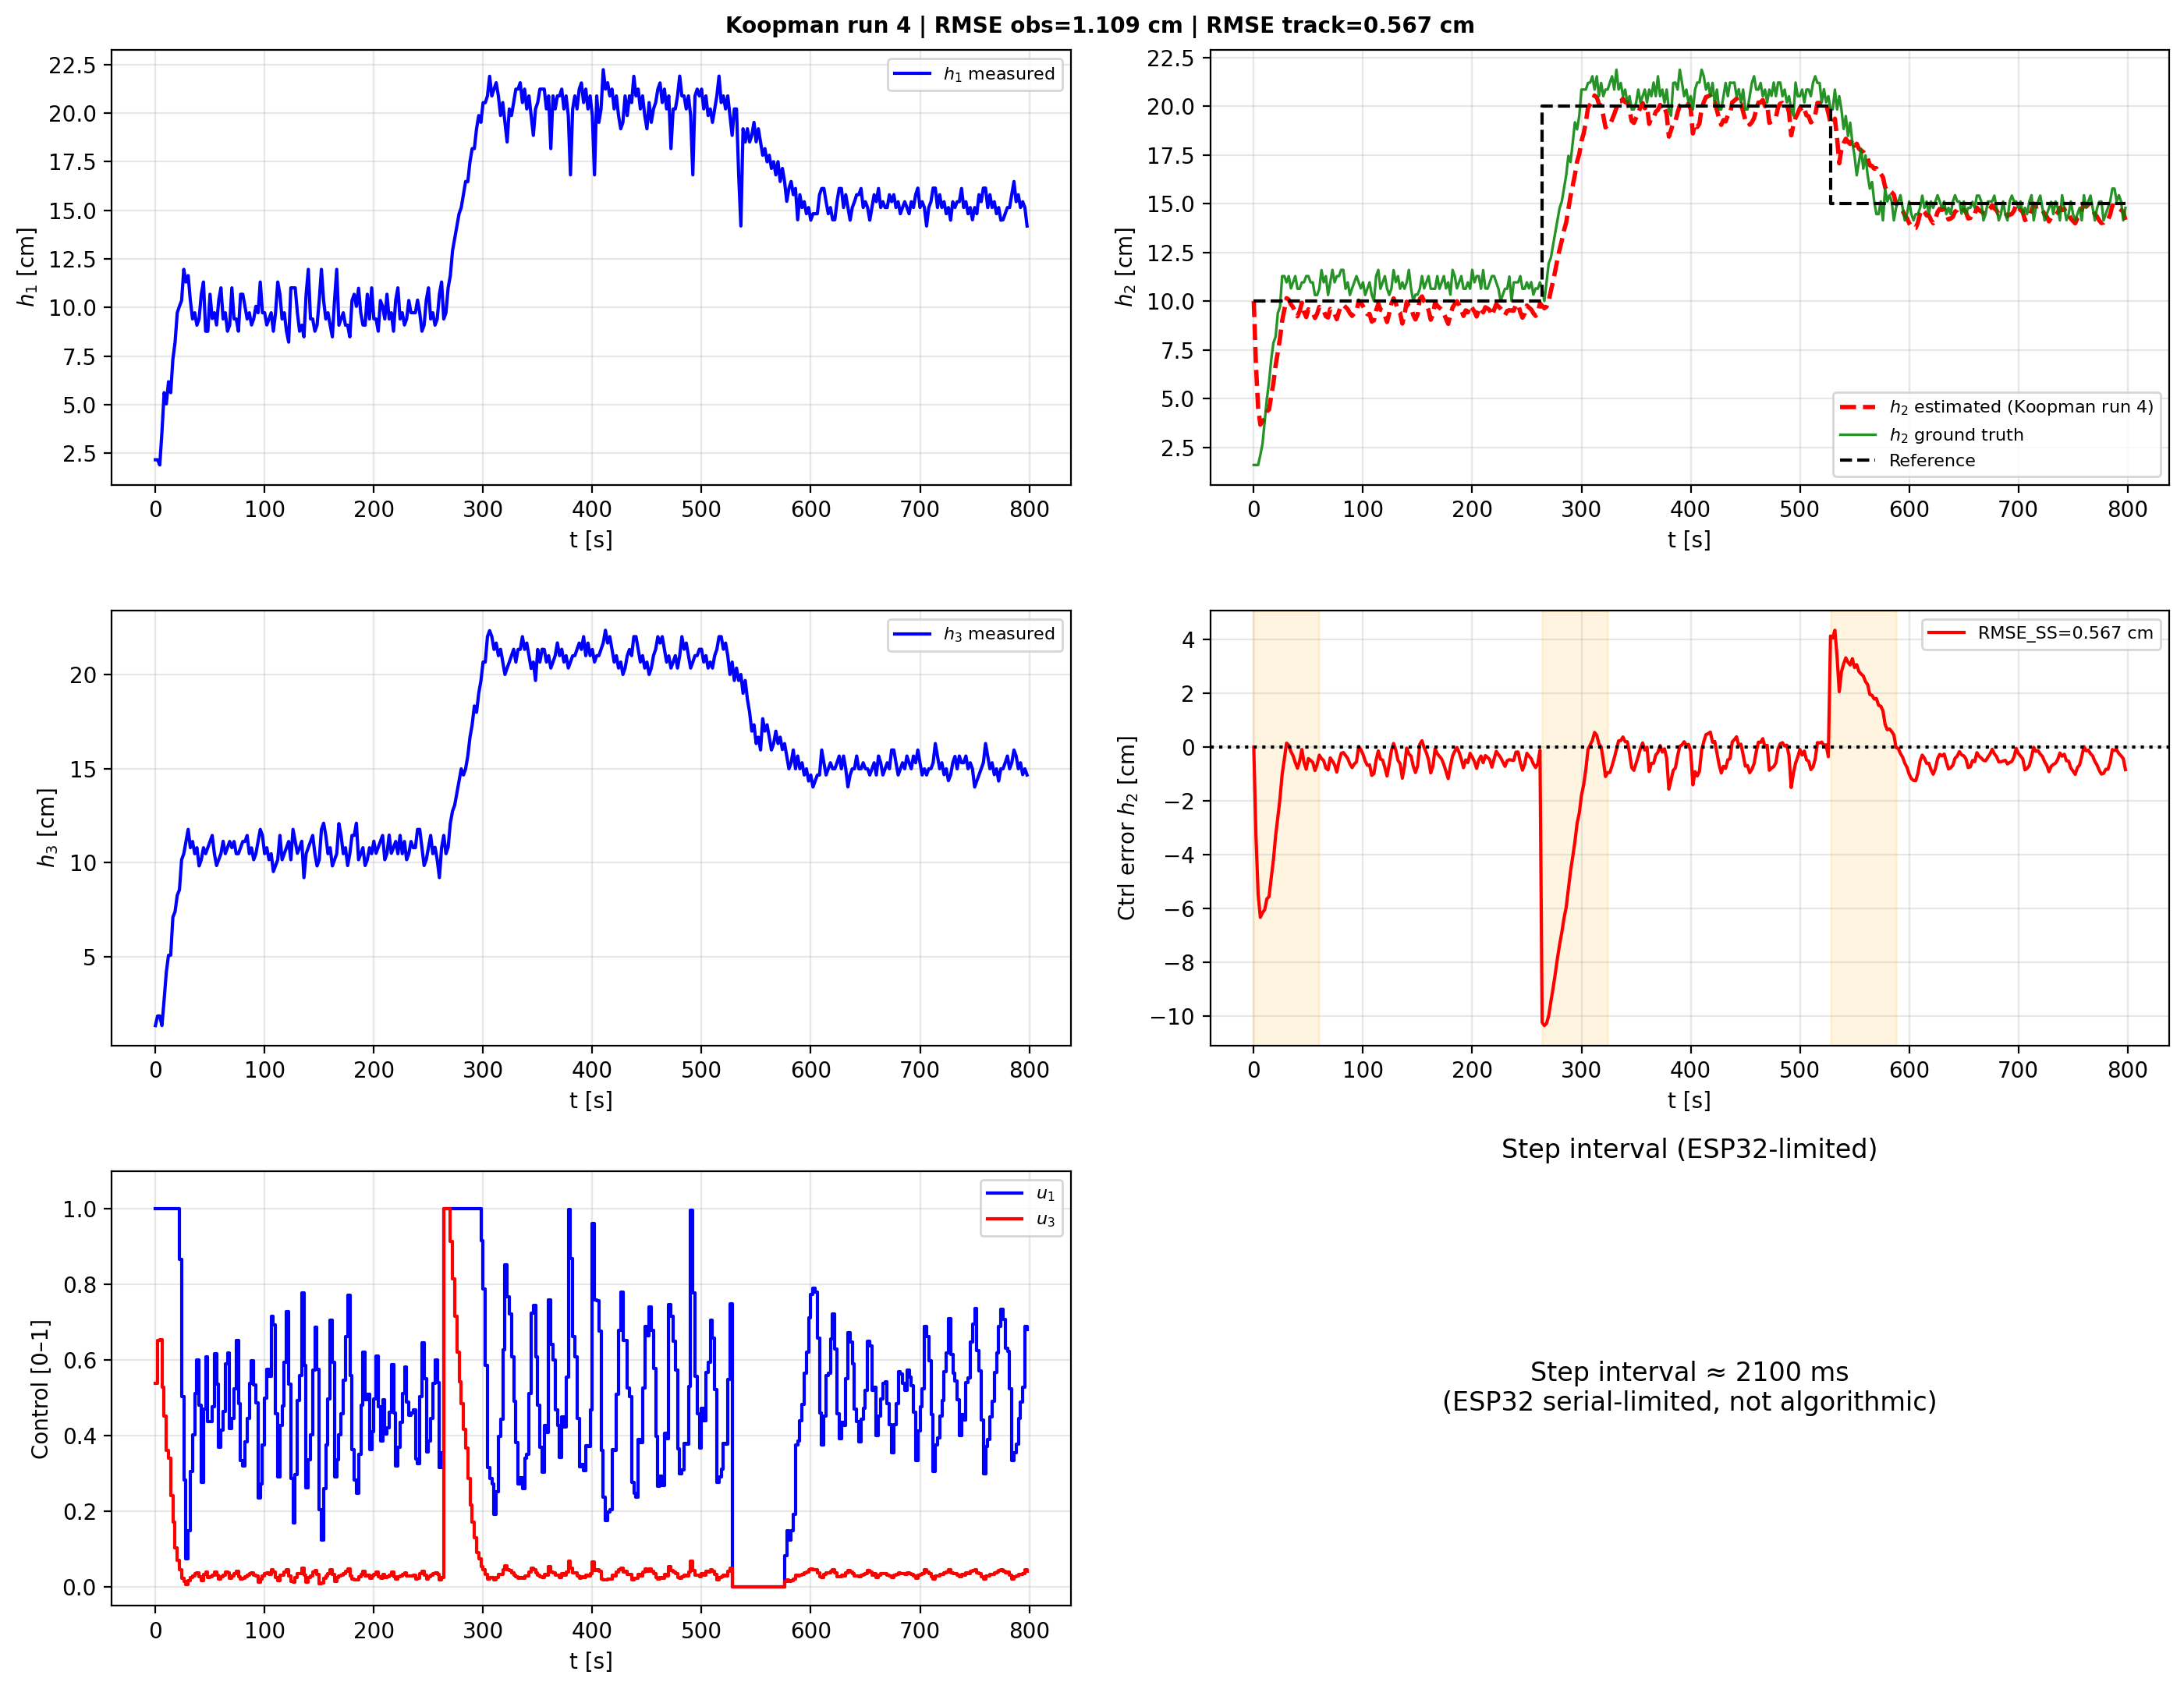 Koopman run 4 | RMSE obs=1.109 cm | RMSE track=0.567 cm
h₁ measured
22.5
20.0
17.5
15.0
12.5
10.0
7.5
5.0
2.5
h₁ [cm]
0 100 200 300 400 500 600 700 800
t [s]
22.5
20.0
17.5
15.0
12.5
10.0
7.5
5.0
2.5
h₂ [cm]
h₂ estimated (Koopman run 4)
h₂ ground truth
Reference
0 100 200 300 400 500 600 700 800
t [s]
h₃ measured
20
15
10
5
h₃ [cm]
0 100 200 300 400 500 600 700 800
t [s]
RMSE_SS=0.567 cm
4
2
0
−2
−4
−6
−8
−10
Ctrl error h₂ [cm]
0 100 200 300 400 500 600 700 800
t [s]
u₁
u₃
1.0
0.8
0.6
0.4
0.2
0.0
Control [0–1]
0 100 200 300 400 500 600 700 800
t [s]
Step interval (ESP32-limited)
Step interval ≈ 2100 ms
(ESP32 serial-limited, not algorithmic)